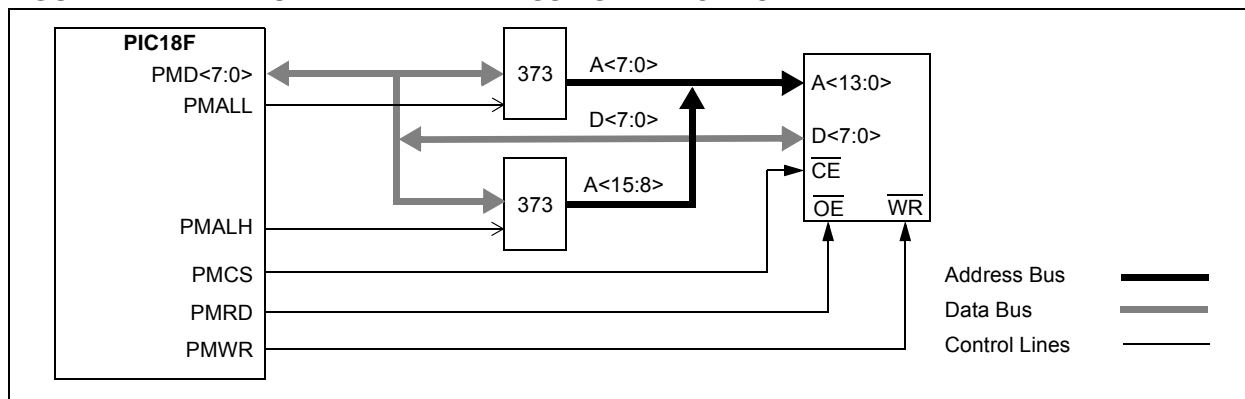 PIC18F
PMD<7:0>
PMALL
PMALH
PMCS
PMRD
PMWR
373
373
A<7:0>
D<7:0>
A<15:8>
A<13:0>
D<7:0>
CE
OE WR
Address Bus
Data Bus
Control Lines